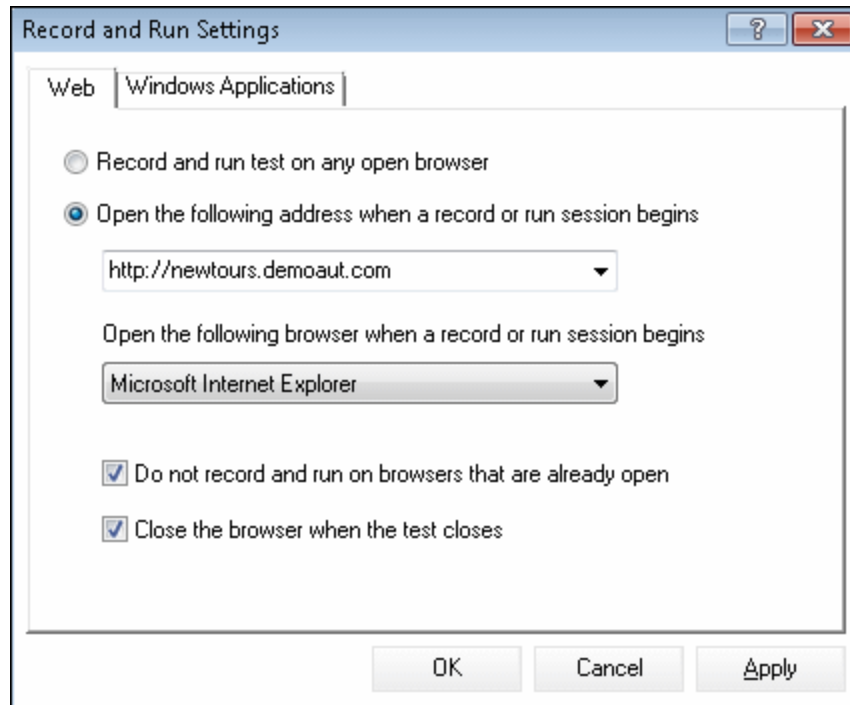 Record and Run Settings
Web
Windows Applications
Record and run test on any open browser
Open the following address when a record or run session begins
http://newtours.demoaut.com
Open the following browser when a record or run session begins
Microsoft Internet Explorer
Do not record and run on browsers that are already open
Close the browser when the test closes
OK
Cancel
Apply